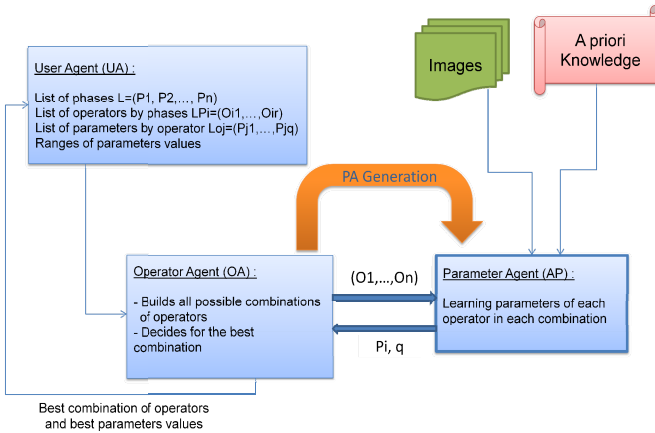 User Agent (UA) :
List of phases L=(P1, P2,..., Pn)
List of operators by phases LPi=(Oi1,...,Oir)
List of parameters by operator Loj=(Pj1,...,Pjq)
Ranges of parameters values
Images
A priori
Knowledge
PA Generation
Operator Agent (OA) :
- Builds all possible combinations
of operators
- Decides for the best
combination
(O1,...,On)
Pi, q
Parameter Agent (AP) :
Learning parameters of each
operator in each combination
Best combination of operators
and best parameters values